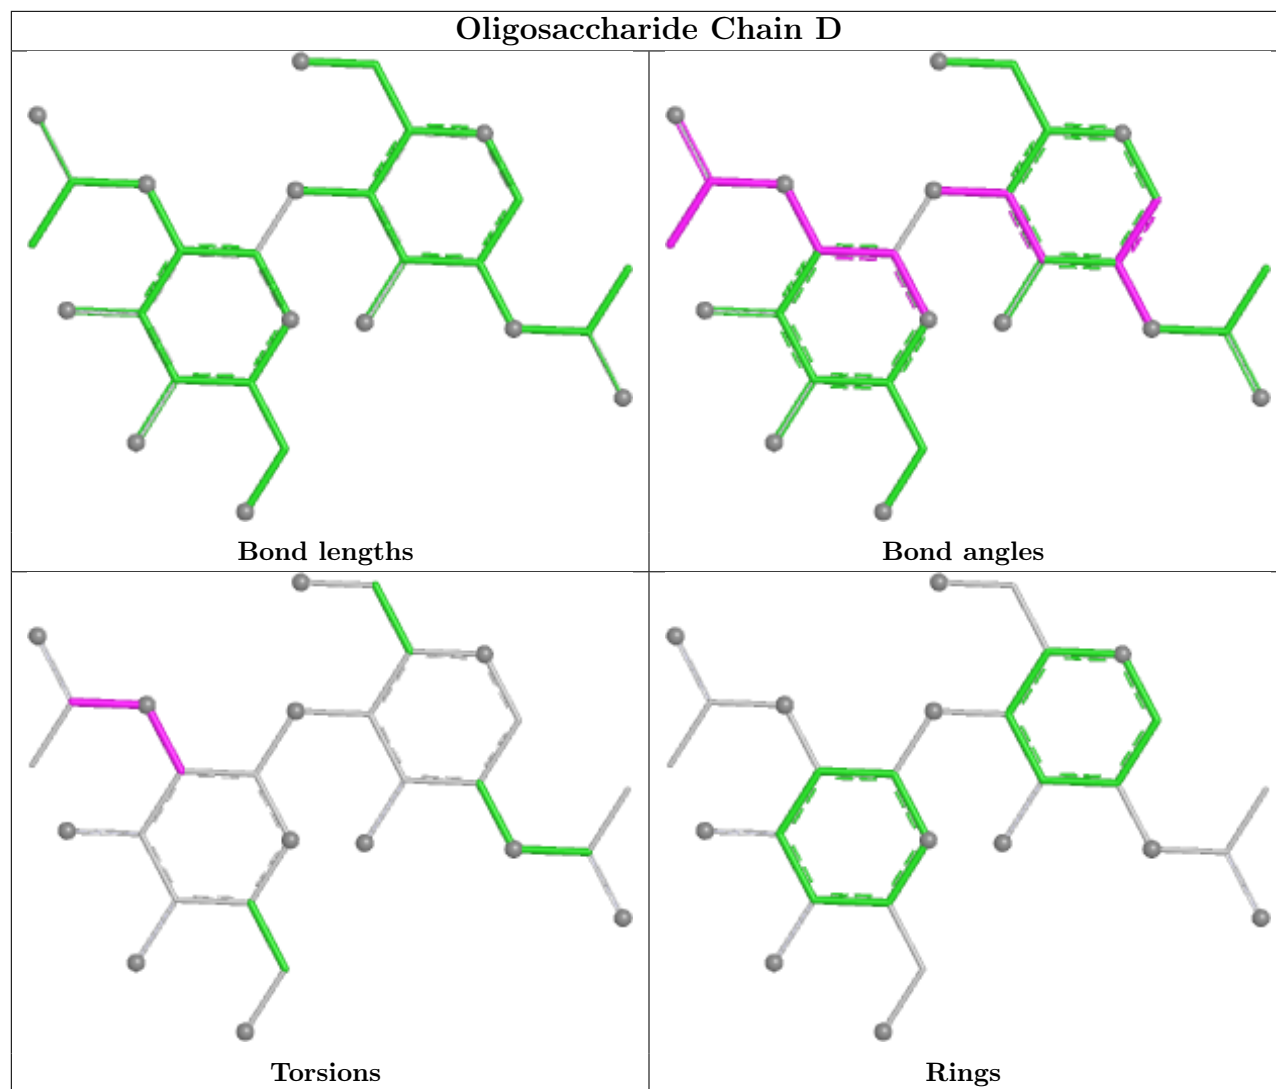 Oligosaccharide Chain D
Bond lengths
Bond angles
Torsions
Rings